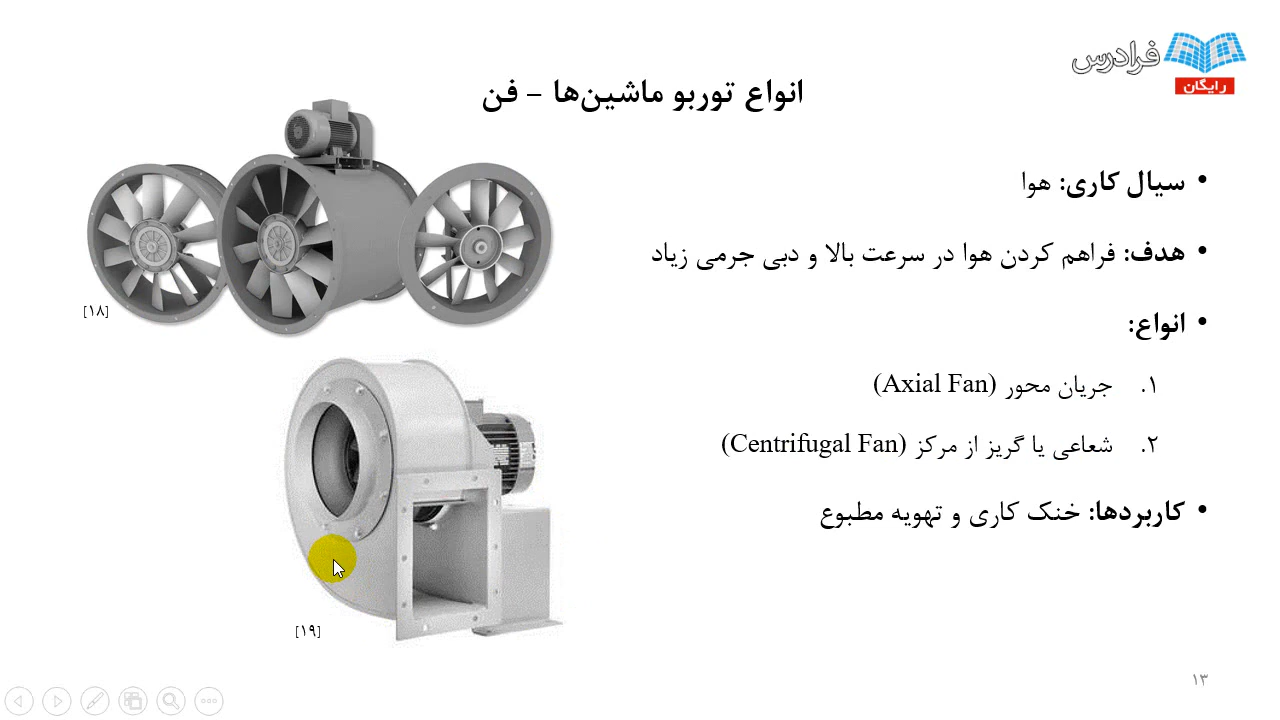 فرادرس
رایگان
انواع توربو ماشین‌ها – فن
• سیال کاری: هوا
• هدف: فراهم کردن هوا در سرعت بالا و دبی جرمی زیاد
• انواع:
۱. جریان محور (Axial Fan)
۲. شعاعی یا گریز از مرکز (Centrifugal Fan)
• کاربردها: خنک کاری و تهویه مطبوع
[۱۸]
[۱۹]
۱۳